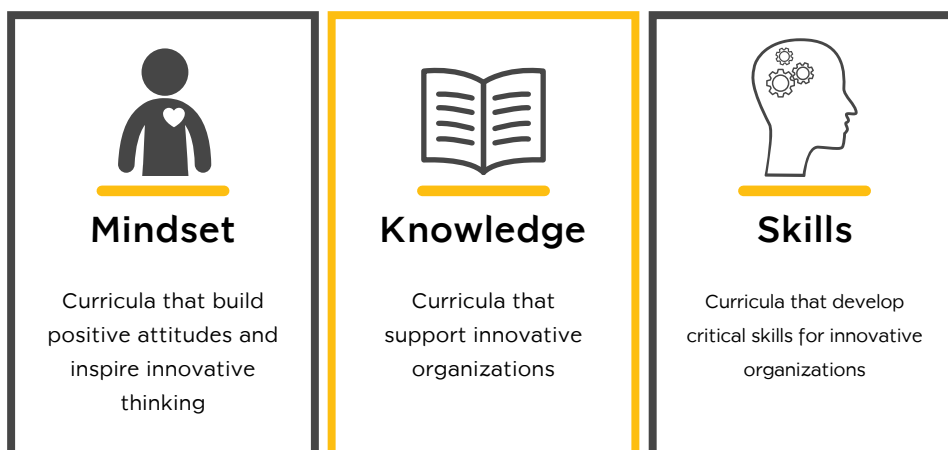 Mindset
Curricula that build
positive attitudes and
inspire innovative
thinking
Knowledge
Curricula that
support innovative
organizations
Skills
Curricula that develop
critical skills for innovative
organizations